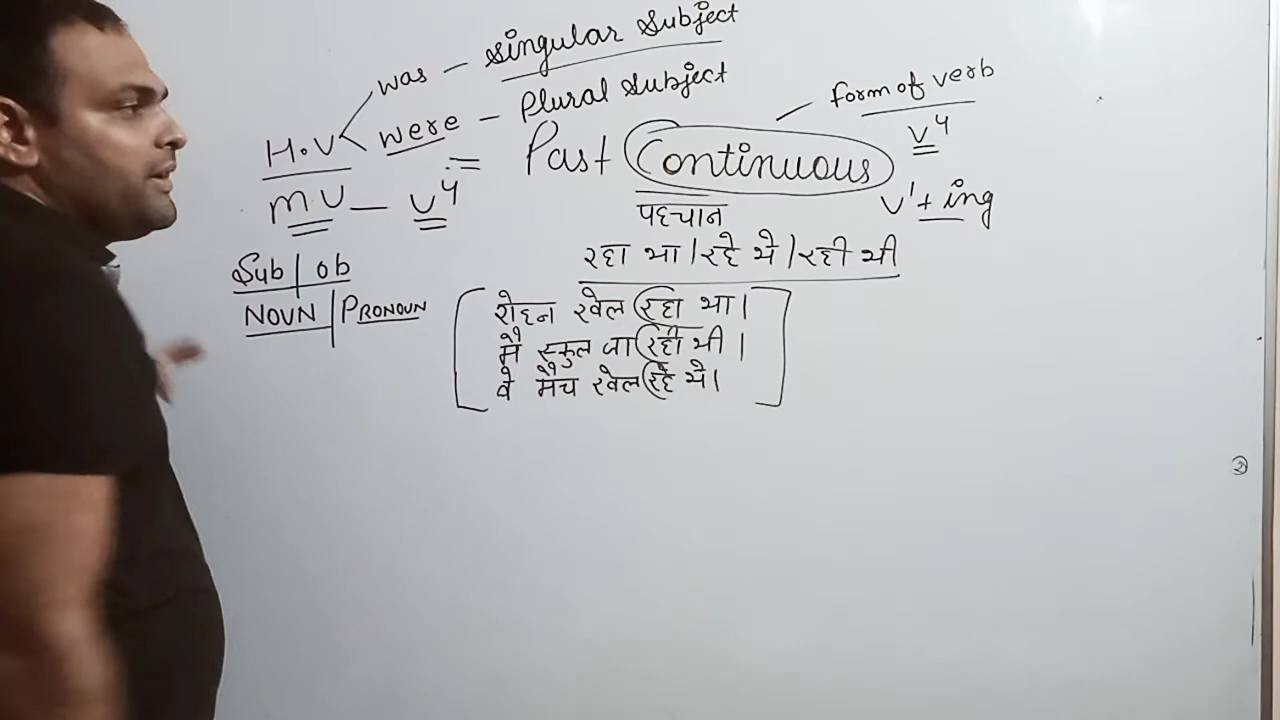 was – singular subject
H.V were – Plural subject
M.V – V4
= Past Continuous
form of verb
V4
V1 + ing
पहचान
रहा था / रहे थे / रही थी
Sub / ob
NOUN / PRONOUN
रोहन खेल रहा था।
मैं स्कुल जा रही थी।
वे मैच खेल रहे थे।